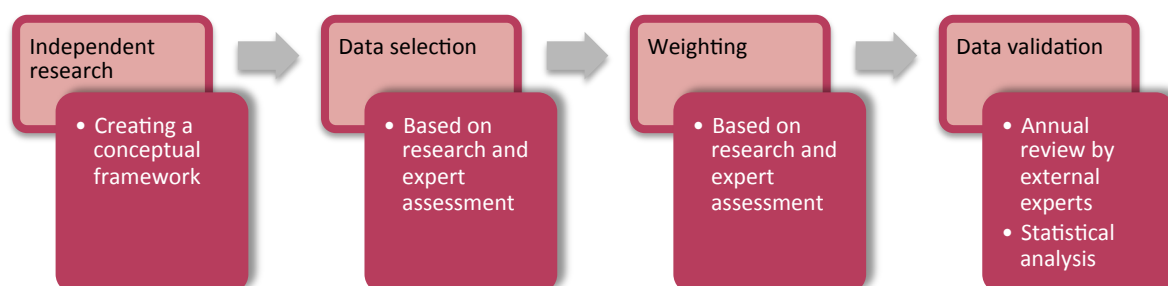 Independent
research
• Creating a
conceptual
framework
Data selection
• Based on
research and
expert
assessment
Weighting
• Based on
research and
expert
assessment
Data validation
• Annual
review by
external
experts
• Statistical
analysis